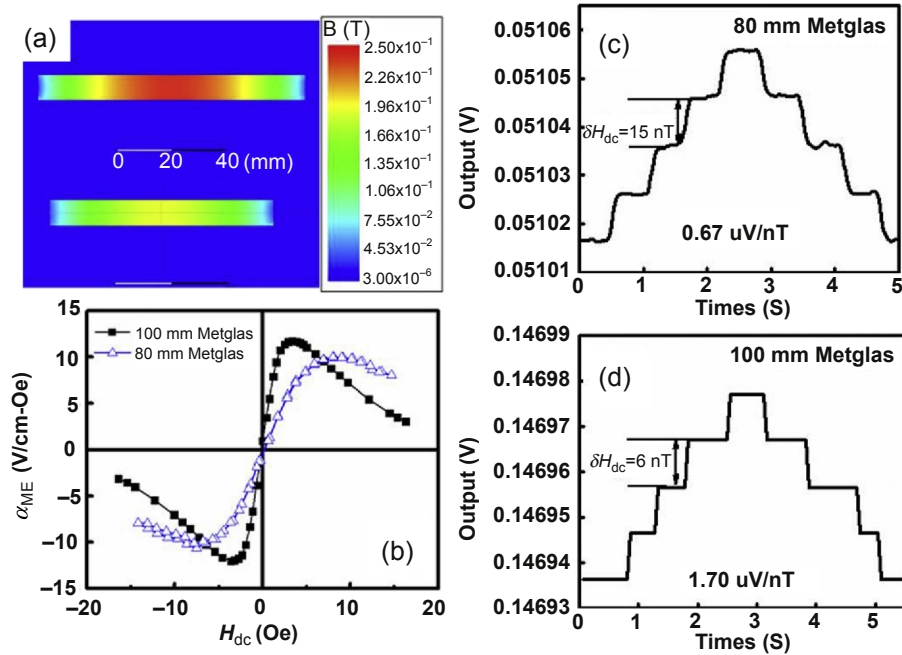 (a)
B (T)
2.50x10⁻¹
2.26x10⁻¹
1.96x10⁻¹
1.66x10⁻¹
1.35x10⁻¹
1.06x10⁻¹
7.55x10⁻²
4.53x10⁻²
3.00x10⁻⁶
0 20 40 (mm)
15
10
5
0
−5
−10
−15
αME (V/cm-Oe)
100 mm Metglas
80 mm Metglas
(b)
−20 −10 0 10 20
Hdc (Oe)
(c)
80 mm Metglas
0.05106
0.05105
0.05104
0.05103
0.05102
0.05101
Output (V)
δHdc=15 nT
0.67 uV/nT
0 1 2 3 4 5
Times (S)
(d)
100 mm Metglas
0.14699
0.14698
0.14697
0.14696
0.14695
0.14694
0.14693
Output (V)
δHdc=6 nT
1.70 uV/nT
0 1 2 3 4 5
Times (S)